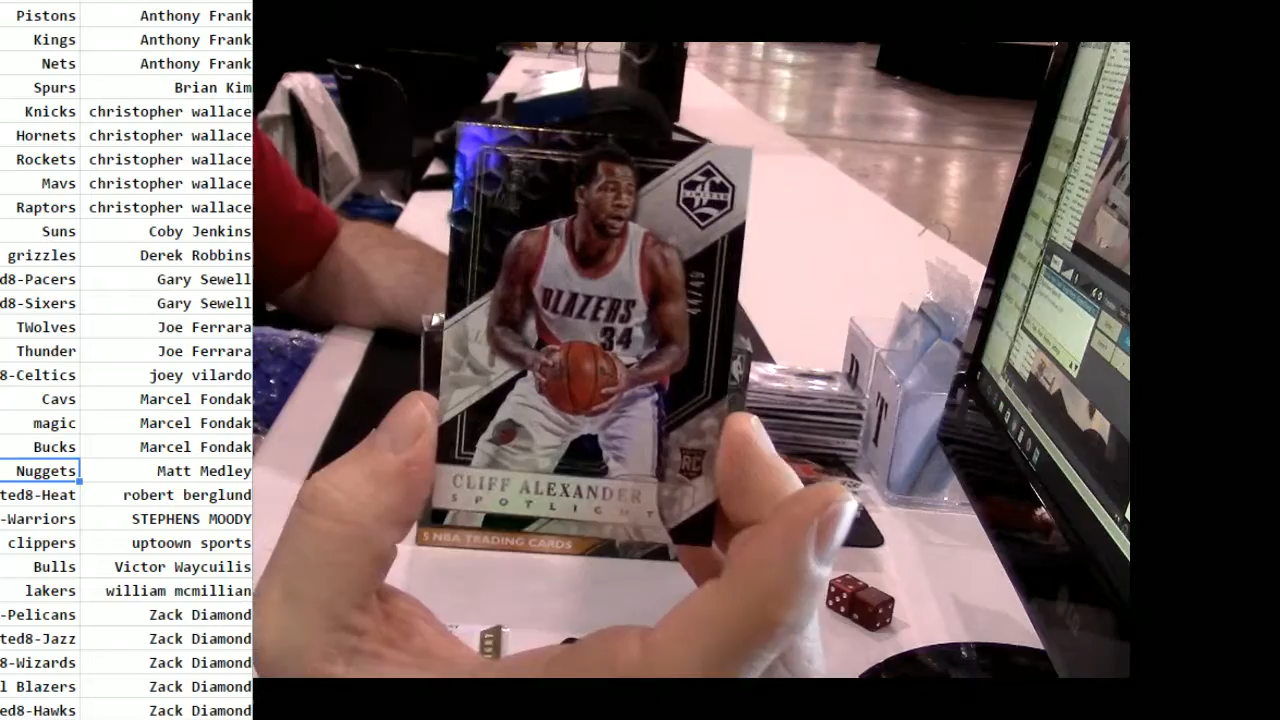 Pistons Anthony Frank
Kings Anthony Frank
Nets Anthony Frank
Spurs Brian Kim
Knicks christopher wallace
Hornets christopher wallace
Rockets christopher wallace
Mavs christopher wallace
Raptors christopher wallace
Suns Coby Jenkins
grizzles Derek Robbins
d8-Pacers Gary Sewell
d8-Sixers Gary Sewell
TWolves Joe Ferrara
Thunder Joe Ferrara
8-Celtics joey vilardo
Cavs Marcel Fondak
magic Marcel Fondak
Bucks Marcel Fondak
Nuggets Matt Medley
ted8-Heat robert berglund
-Warriors STEPHENS MOODY
clippers uptoown sports
Bulls Victor Waycuilis
lakers william mcmillian
-Pelicans Zack Diamond
ted8-Jazz Zack Diamond
8-Wizards Zack Diamond
l Blazers Zack Diamond
ed8-Hawks Zack Diamond
LIMITED
BLAZERS
34
RC
CLIFF ALEXANDER
SPOTLIGHT
5 NBA TRADING CARDS
T